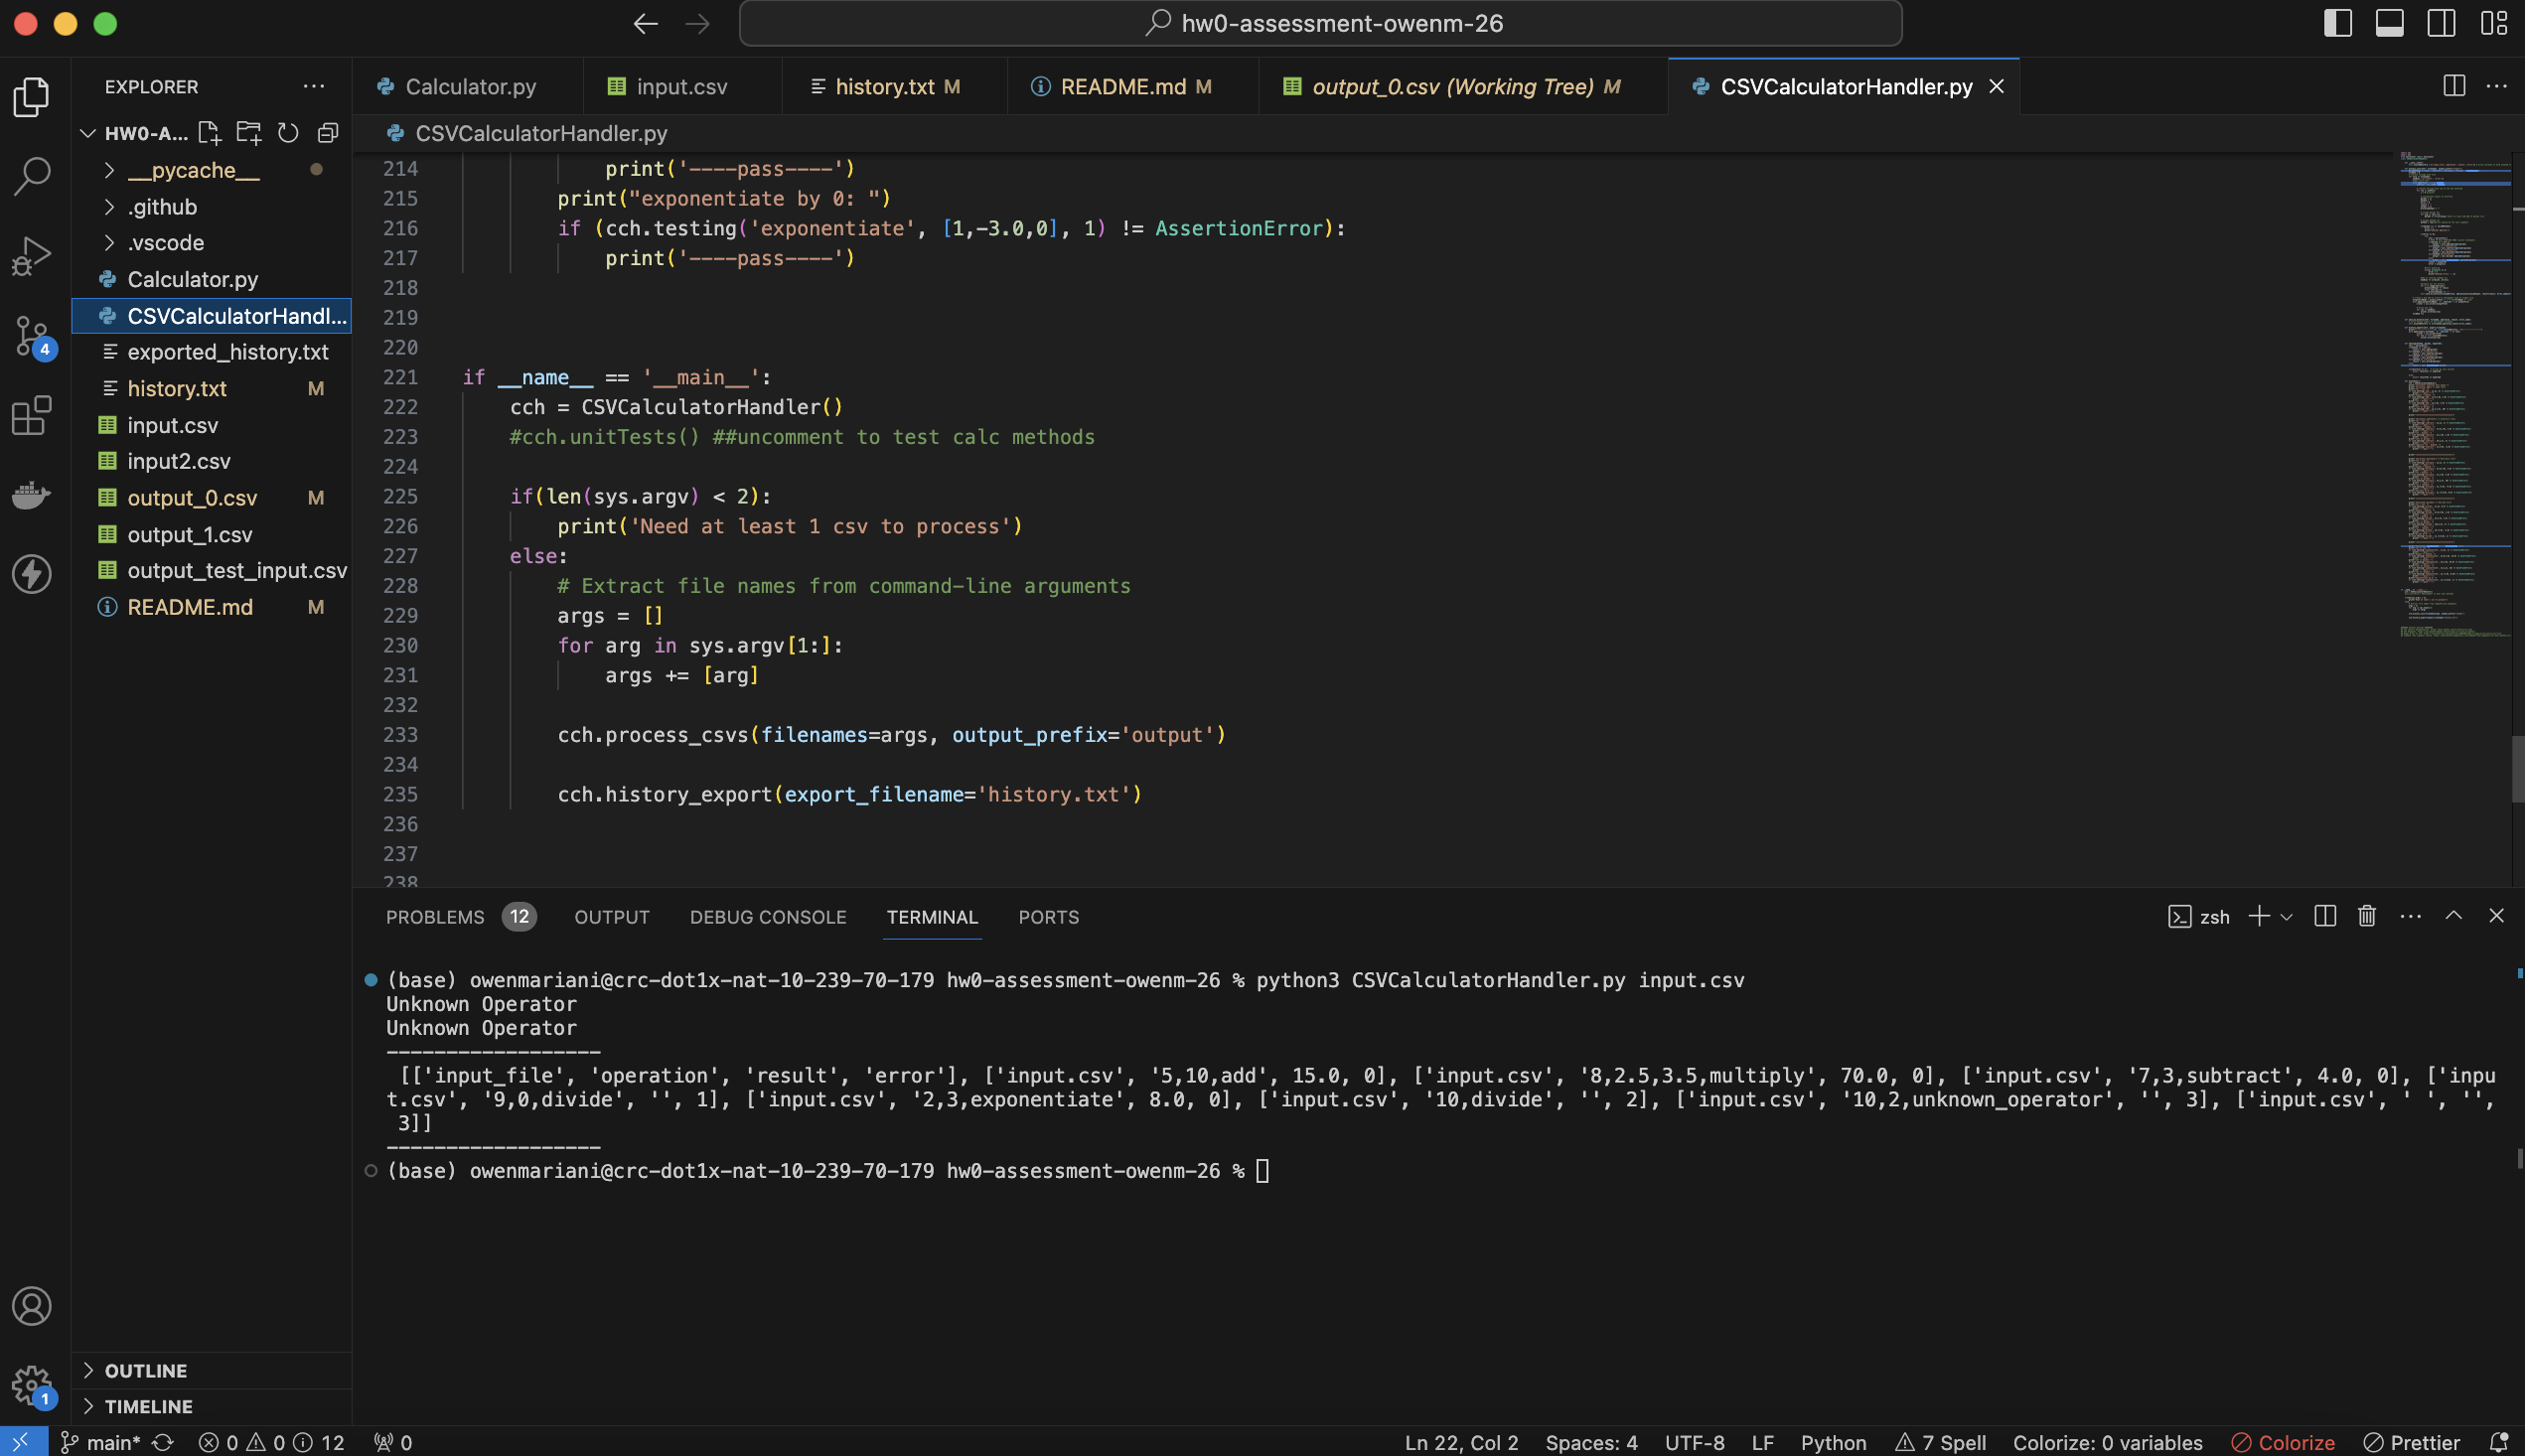 hw0-assessment-owenm-26
EXPLORER
HW0-A...
__pycache__
.github
.vscode
Calculator.py
CSVCalculatorHandl...
exported_history.txt
history.txt M
input.csv
input2.csv
output_0.csv M
output_1.csv
output_test_input.csv
README.md M
4
OUTLINE
TIMELINE
1
Calculator.py
input.csv
history.txt M
README.md M
output_0.csv (Working Tree) M
CSVCalculatorHandler.py
CSVCalculatorHandler.py
214 print('----pass----')
215 print("exponentiate by 0: ")
216 if (cch.testing('exponentiate', [1,-3.0,0], 1) != AssertionError):
217 print('----pass----')
218
219
220
221 if __name__ == '__main__':
222 cch = CSVCalculatorHandler()
223 #cch.unitTests() ##uncomment to test calc methods
224
225 if(len(sys.argv) < 2):
226 print('Need at least 1 csv to process')
227 else:
228 # Extract file names from command-line arguments
229 args = []
230 for arg in sys.argv[1:]:
231 args += [arg]
232
233 cch.process_csvs(filenames=args, output_prefix='output')
234
235 cch.history_export(export_filename='history.txt')
236
237
238
PROBLEMS 12 OUTPUT DEBUG CONSOLE TERMINAL PORTS
zsh
(base) owenmariani@crc-dot1x-nat-10-239-70-179 hw0-assessment-owenm-26 % python3 CSVCalculatorHandler.py input.csv
Unknown Operator
Unknown Operator
------------------
[['input_file', 'operation', 'result', 'error'], ['input.csv', '5,10,add', 15.0, 0], ['input.csv', '8,2.5,3.5,multiply', 70.0, 0], ['input.csv', '7,3,subtract', 4.0, 0], ['inpu
t.csv', '9,0,divide', '', 1], ['input.csv', '2,3,exponentiate', 8.0, 0], ['input.csv', '10,divide', '', 2], ['input.csv', '10,2,unknown_operator', '', 3], ['input.csv', ' ', '',
3]]
------------------
(base) owenmariani@crc-dot1x-nat-10-239-70-179 hw0-assessment-owenm-26 %
main* 0 0 12 0 Ln 22, Col 2 Spaces: 4 UTF-8 LF Python 7 Spell Colorize: 0 variables Colorize Prettier